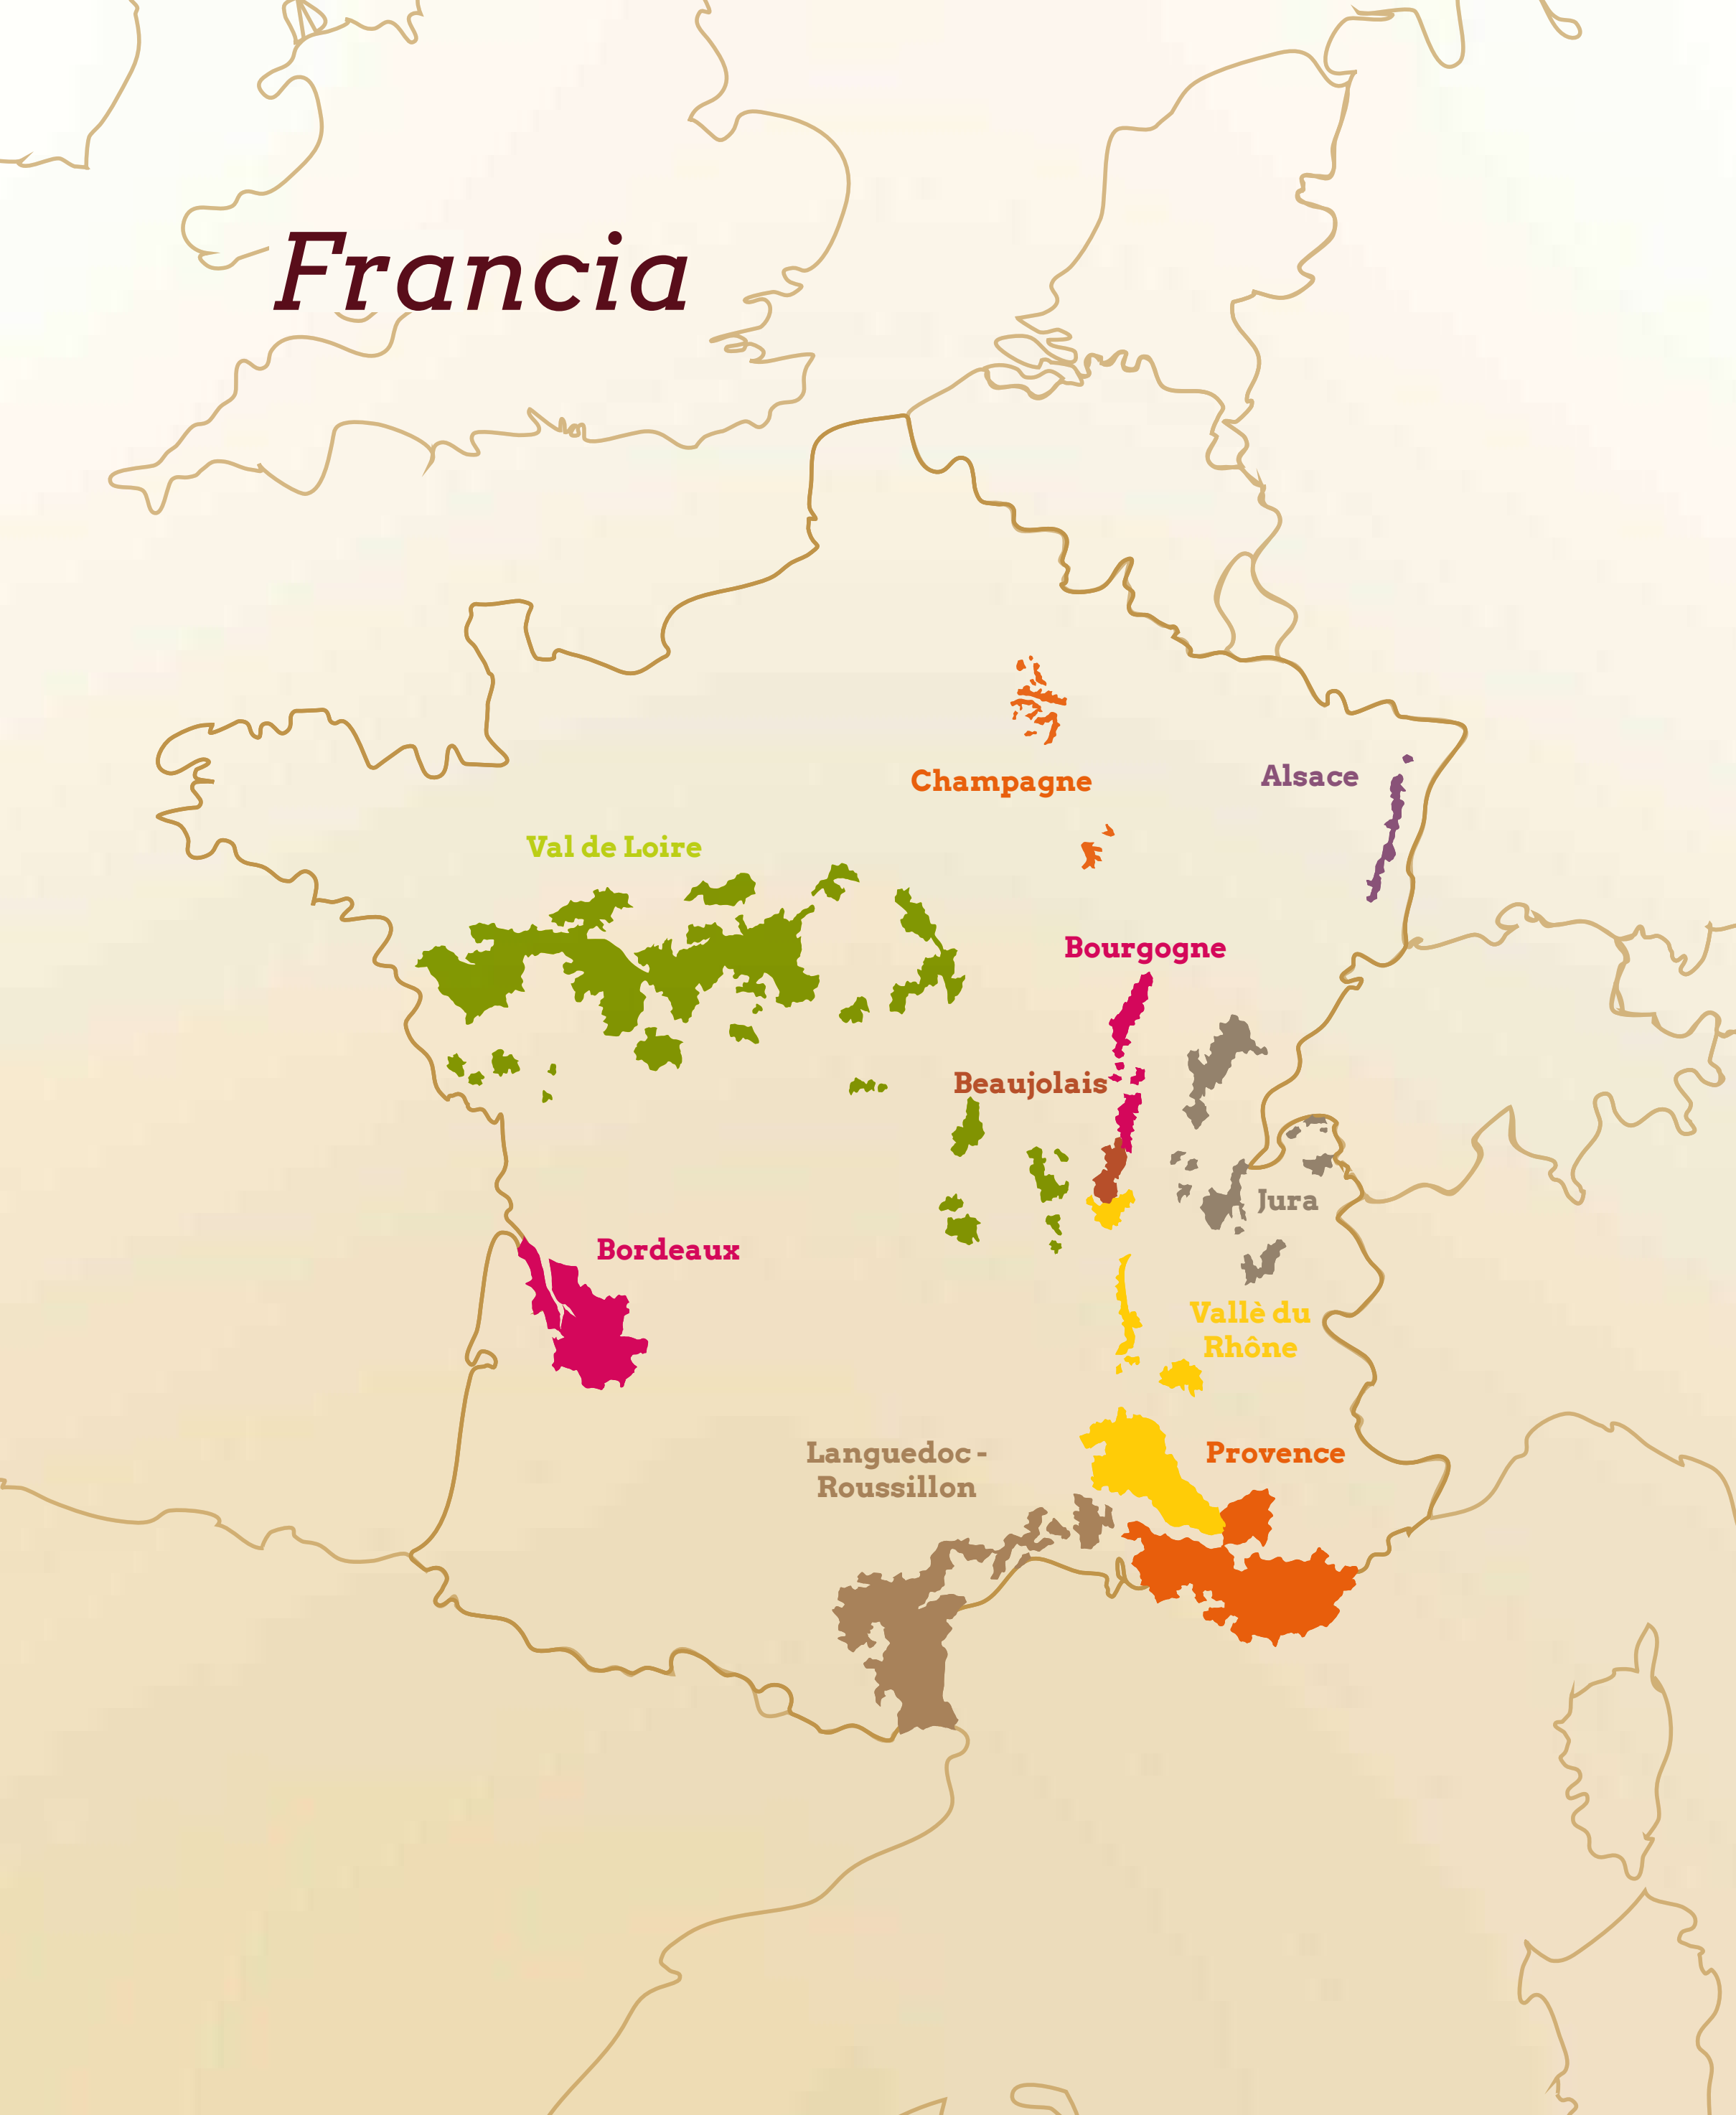 Francia
Champagne
Alsace
Val de Loire
Bourgogne
Beaujolais
Jura
Bordeaux
Vallè du
Rhône
Languedoc -
Roussillon
Provence